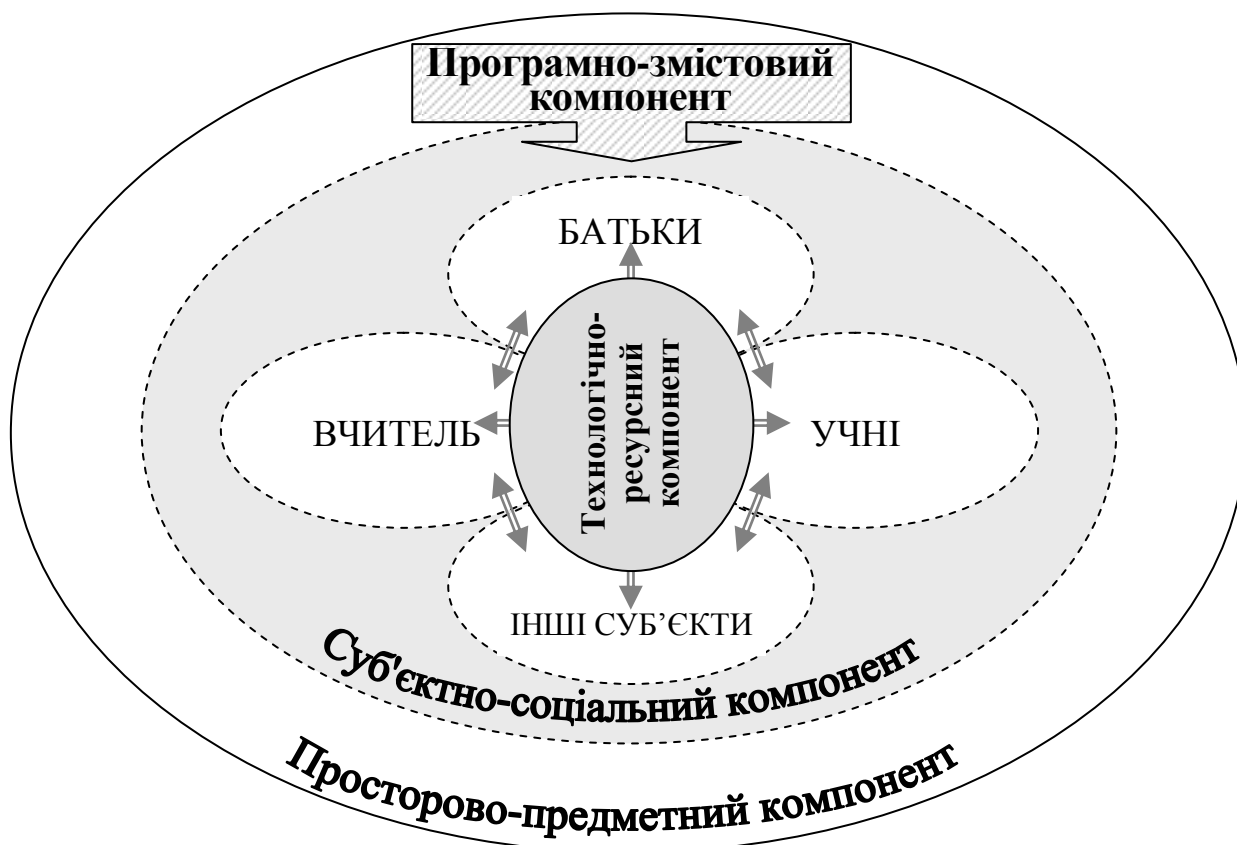 Програмно-змістовий
компонент
БАТЬКИ
Технологічно-
ресурсний
компонент
ВЧИТЕЛЬ
УЧНІ
ІНШІ СУБ’ЄКТИ
Суб'єктно-соціальний компонент
Просторово-предметний компонент